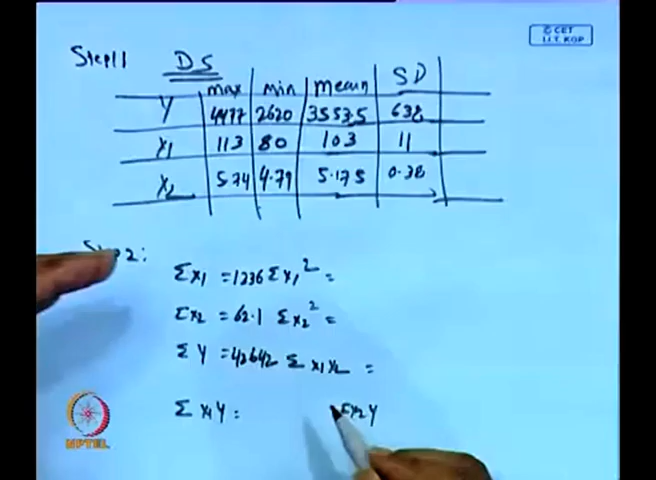 © CET
I.I.T. KGP
Step 1 DS
max min mean SD
Y 4477 2620 3553.5 638
X1 113 80 103 11
X2 5.74 4.79 5.175 0.38
Step 2:
Σx1 = 1236 Σx1² =
Σx2 = 62.1 Σx2² =
ΣY = 42642 Σx1x2 =
Σx1Y = Σx2Y
NPTEL